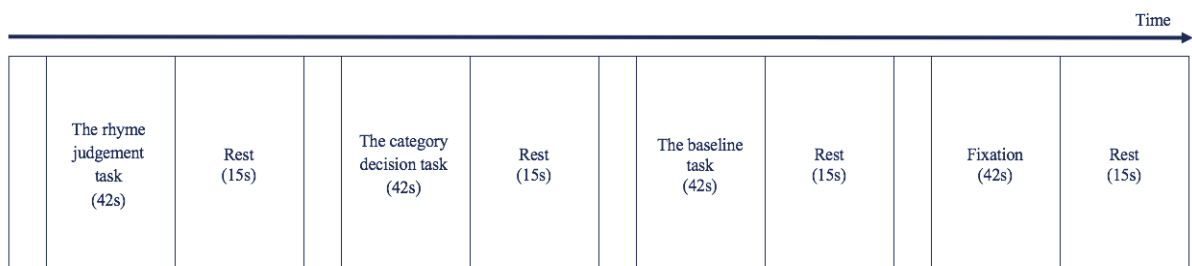 Time
The rhyme
judgement
task
(42s)
Rest
(15s)
The category
decision task
(42s)
Rest
(15s)
The baseline
task
(42s)
Rest
(15s)
Fixation
(42s)
Rest
(15s)